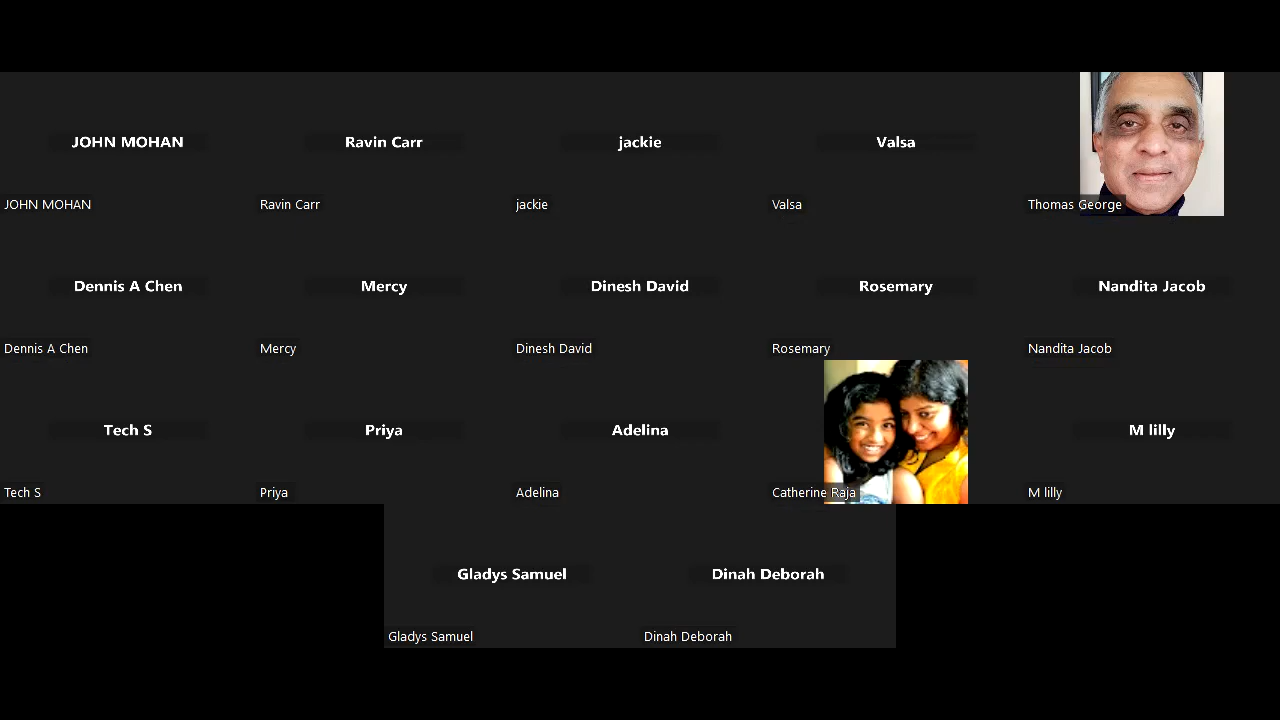 JOHN MOHAN
Ravin Carr
jackie
Valsa
JOHN MOHAN
Ravin Carr
jackie
Valsa
Thomas George
Dennis A Chen
Mercy
Dinesh David
Rosemary
Nandita Jacob
Dennis A Chen
Mercy
Dinesh David
Rosemary
Nandita Jacob
Tech S
Priya
Adelina
M lilly
Tech S
Priya
Adelina
Catherine Raja
M lilly
Gladys Samuel
Dinah Deborah
Gladys Samuel
Dinah Deborah